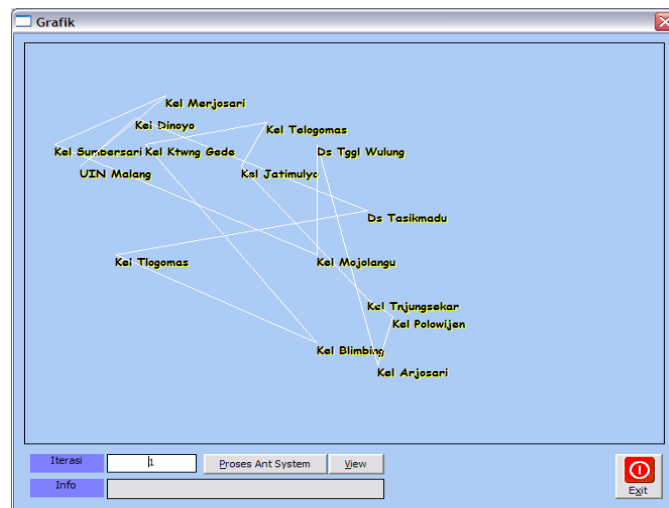 Grafik
Kel Merjosari
Kel Dinoyo
Kel Telogomas
Kel Sumbersari Kel Ktwng Gede
Ds Tggl Wulung
UIN Malang
Kel Jatimulyo
Ds Tasikmadu
Kel Tlogomas
Kel Mojolangu
Kel Tnjungsekar
Kel Polowijen
Kel Blimbing
Kel Arjosari
Iterasi
1
Proses Ant System
View
Info
Exit